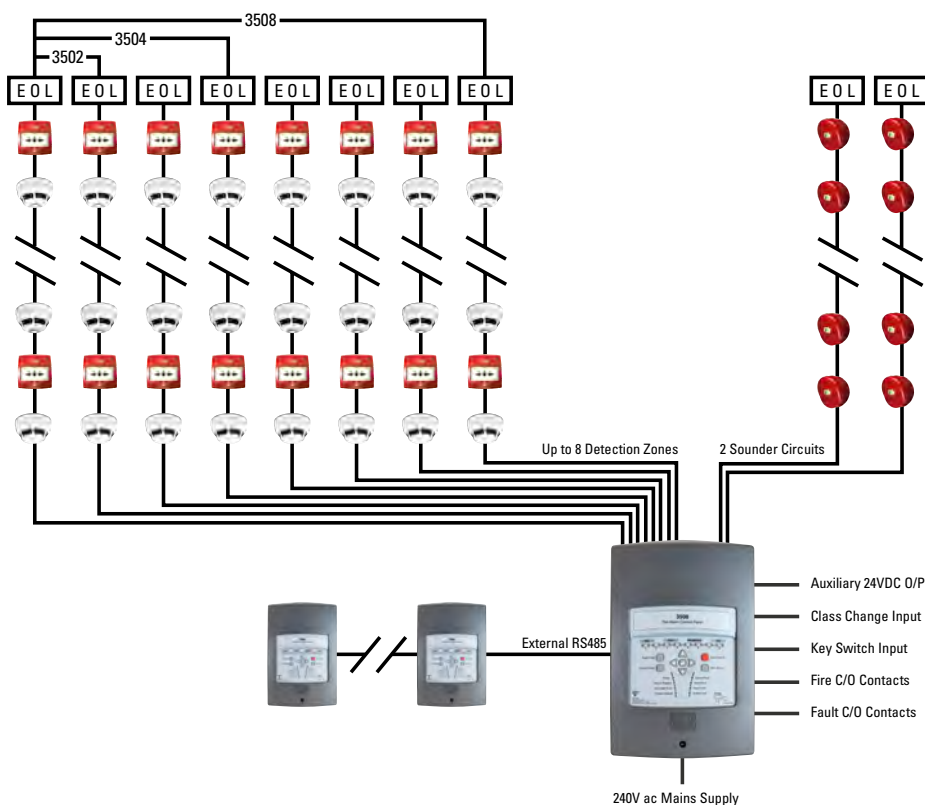 3508
3504
3502
EOL EOL EOL EOL EOL EOL EOL EOL EOL EOL
Up to 8 Detection Zones
2 Sounder Circuits
Auxiliary 24VDC O/P
Class Change Input
Key Switch Input
Fire C/O Contacts
Fault C/O Contacts
External RS485
3508
240V ac Mains Supply